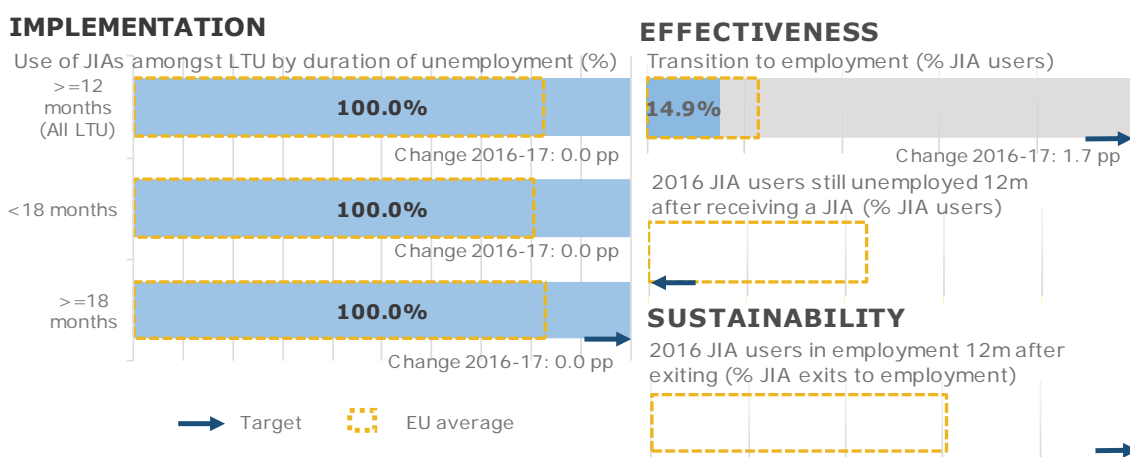 IMPLEMENTATION
Use of JIAs amongst LTU by duration of unemployment (%)
>=12
months
(All LTU)
100.0%
Change 2016-17: 0.0 pp
<18 months
100.0%
Change 2016-17: 0.0 pp
>=18
months
100.0%
Change 2016-17: 0.0 pp
Target
EU average
EFFECTIVENESS
Transition to employment (% JIA users)
14.9%
Change 2016-17: 1.7 pp
2016 JIA users still unemployed 12m
after receiving a JIA (% JIA users)
SUSTAINABILITY
2016 JIA users in employment 12m after
exiting (% JIA exits to employment)